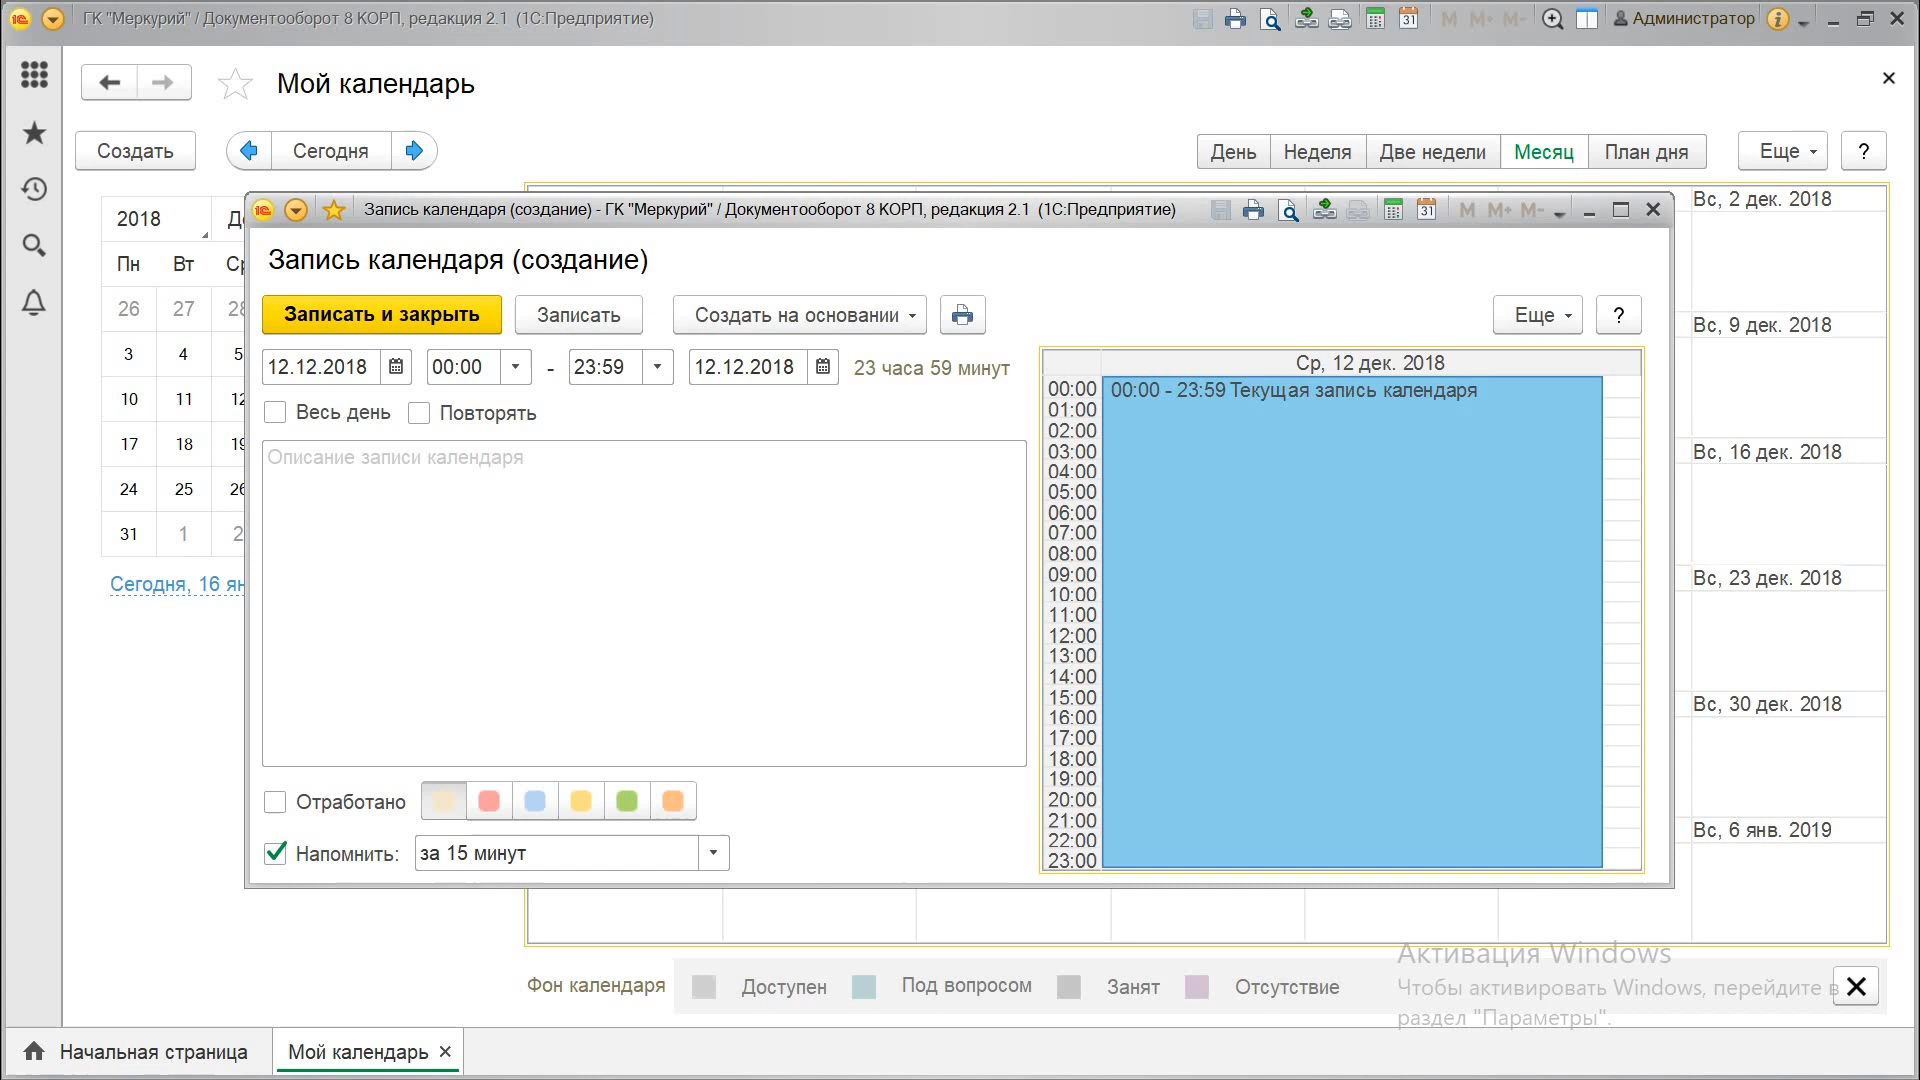 ГК "Меркурий" / Документооборот 8 КОРП, редакция 2.1 (1С:Предприятие)
31 M M+ M- Администратор
Мой календарь
Создать Сегодня День Неделя Две недели Месяц План дня Еще ?
Вс, 2 дек. 2018
2018
Запись календаря (создание) - ГК "Меркурий" / Документооборот 8 КОРП, редакция 2.1 (1С:Предприятие)
31 M M+ M-
Запись календаря (создание)
Пн Вт Ср
Записать и закрыть Записать Создать на основании Еще ?
26 27 28
Вс, 9 дек. 2018
3 4 5
12.12.2018 00:00 - 23:59 12.12.2018 23 часа 59 минут
Ср, 12 дек. 2018
10 11 12
Весь день Повторять
00:00 00:00 - 23:59 Текущая запись календаря
01:00
02:00
03:00
04:00
05:00
06:00
07:00
08:00
09:00
10:00
11:00
12:00
13:00
14:00
15:00
16:00
17:00
18:00
19:00
20:00
21:00
22:00
23:00
Описание записи календаря
17 18 19
Вс, 16 дек. 2018
24 25 26
31 1 2
Сегодня, 16 ян
Вс, 23 дек. 2018
Вс, 30 дек. 2018
Отработано
Вс, 6 янв. 2019
Напомнить: за 15 минут
Фон календаря Доступен Под вопросом Занят Отсутствие
Активация Windows
Чтобы активировать Windows, перейдите в
раздел "Параметры".
Начальная страница Мой календарь